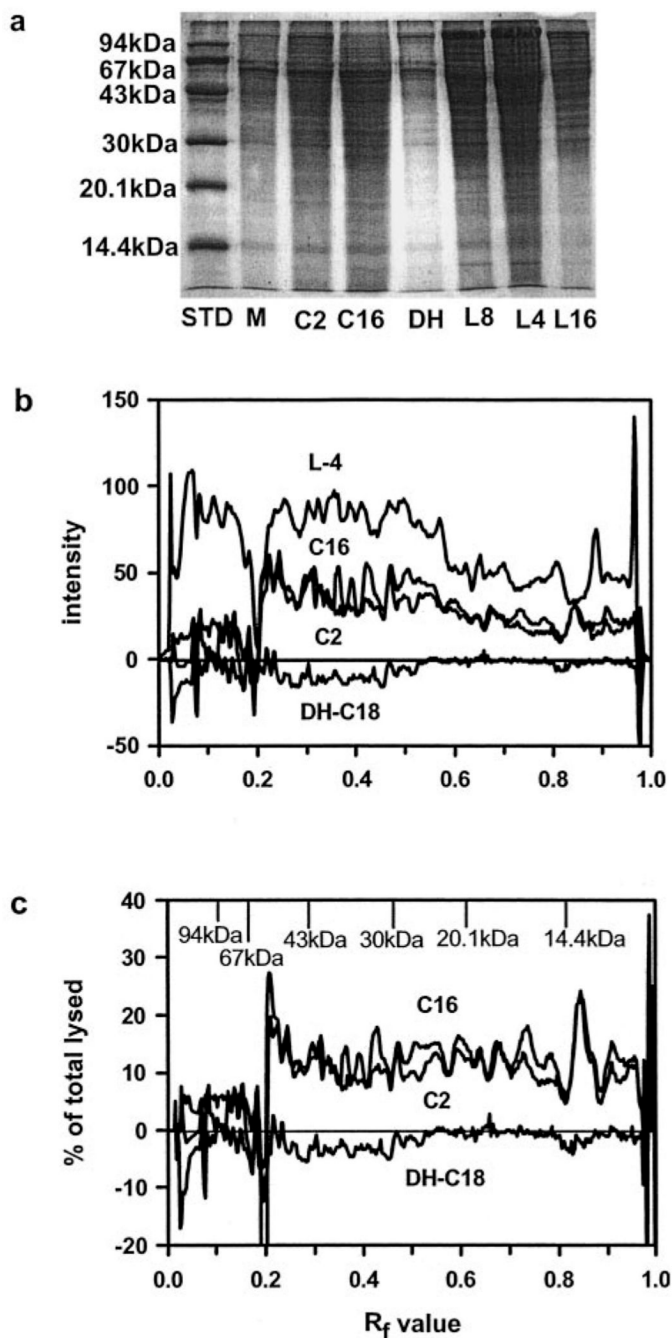 a
94kDa
67kDa
43kDa
30kDa
20.1kDa
14.4kDa
STD M C2 C16 DH L8 L4 L16
b
150
100
50
0
-50
intensity
L-4
C16
C2
DH-C18
0.0 0.2 0.4 0.6 0.8 1.0
c
40
30
20
10
0
-10
-20
% of total lysed
94kDa
67kDa
43kDa
30kDa
20.1kDa
14.4kDa
C16
C2
DH-C18
0.0 0.2 0.4 0.6 0.8 1.0
Rf value